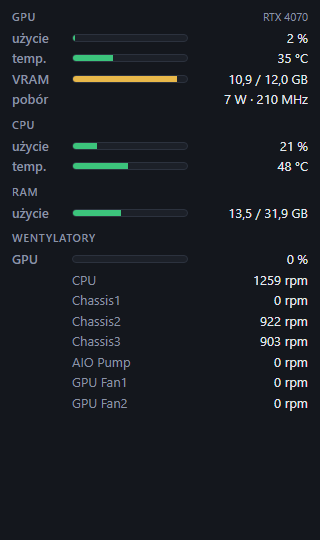 GPU RTX 4070
użycie 2 %
temp. 35 °C
VRAM 10,9 / 12,0 GB
pobór 7 W · 210 MHz
CPU
użycie 21 %
temp. 48 °C
RAM
użycie 13,5 / 31,9 GB
WENTYLATORY
GPU 0 %
CPU 1259 rpm
Chassis1 0 rpm
Chassis2 922 rpm
Chassis3 903 rpm
AIO Pump 0 rpm
GPU Fan1 0 rpm
GPU Fan2 0 rpm